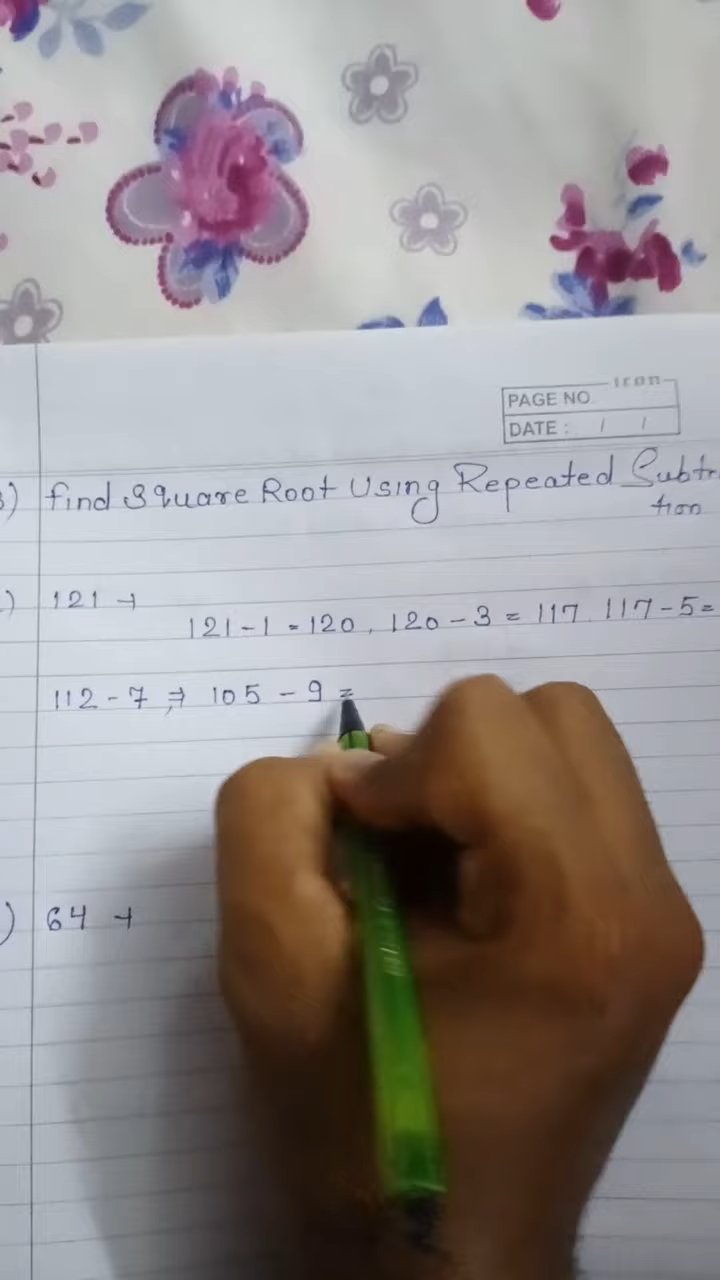 icon
PAGE NO.
DATE : / /
) find Square Root Using Repeated Subtr
tion
) 121 →
121 - 1 = 120, 120 - 3 = 117, 117 - 5 =
112 - 7 ⇒ 105 - 9 =
) 64 →